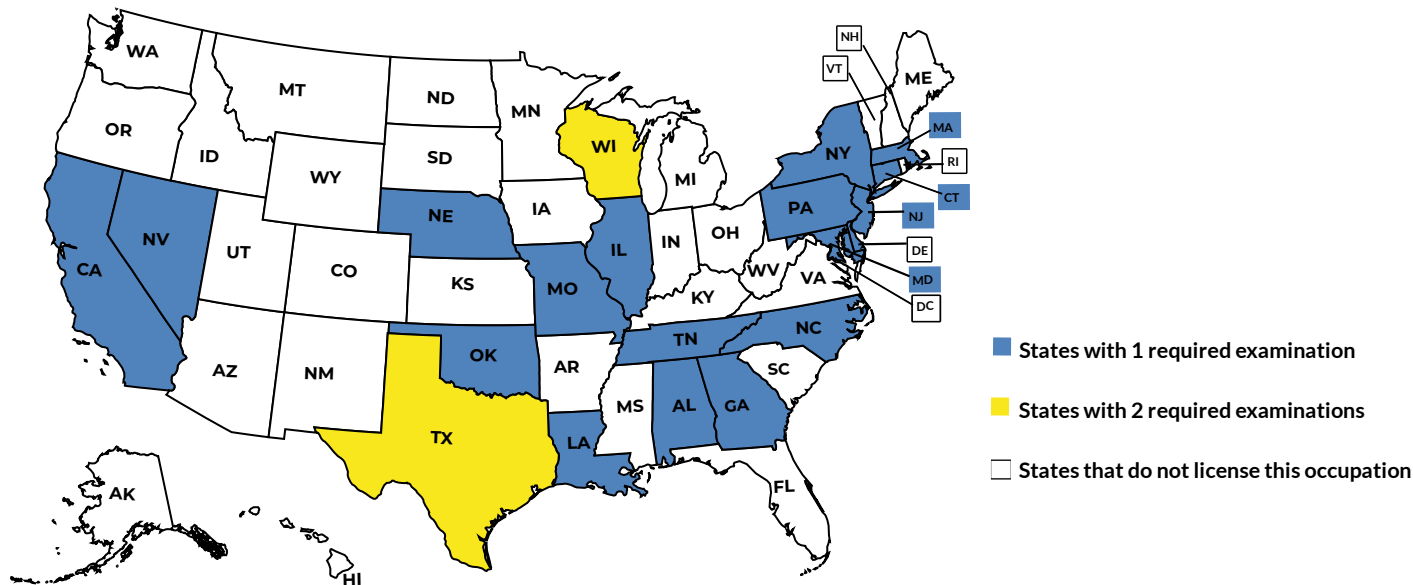 WA
MT
ND
MN
OR
ID
SD
WY
WI
MI
NH
VT
ME
MA
NY
RI
CT
PA
NJ
DE
MD
DC
NE
IA
IL
IN
OH
WV
VA
NV
UT
CO
KS
MO
KY
CA
AZ
NM
OK
AR
TN
NC
SC
TX
LA
MS
AL
GA
FL
AK
HI
States with 1 required examination
States with 2 required examinations
States that do not license this occupation